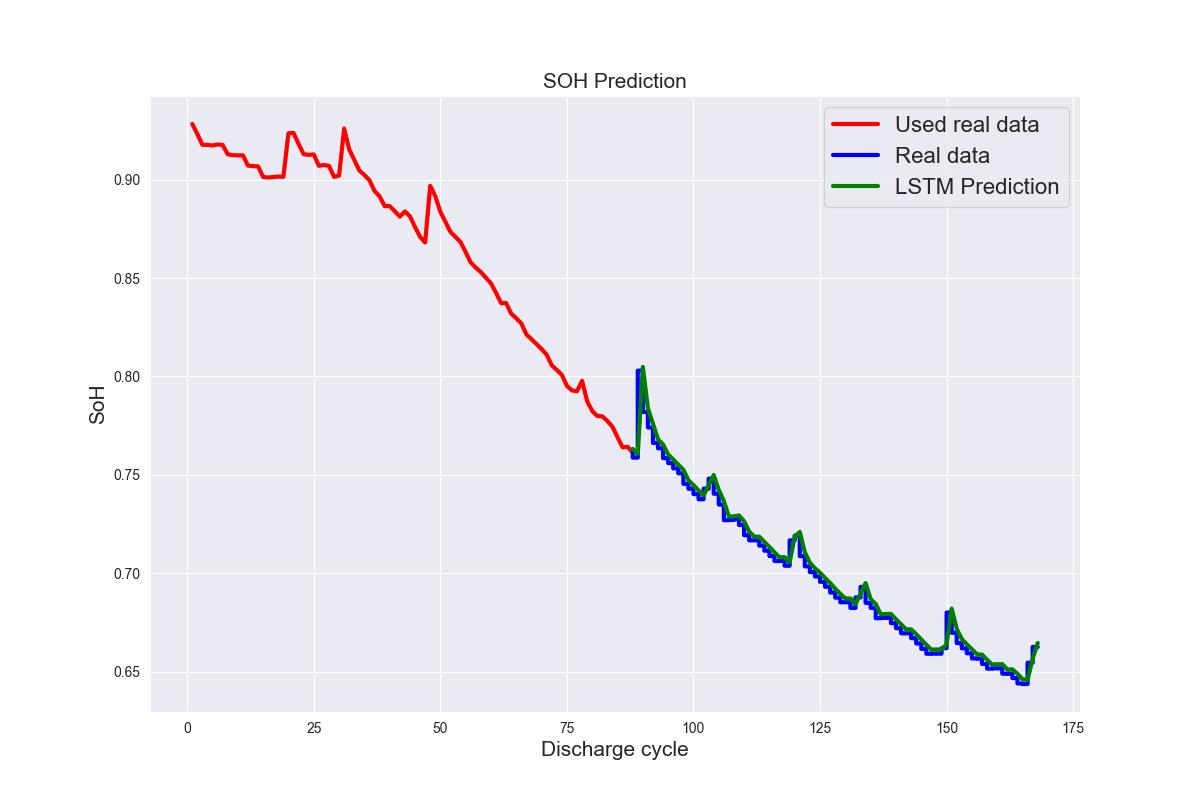 SOH Prediction
Used real data
Real data
LSTM Prediction
0.90
0.85
0.80
0.75
0.70
0.65
SoH
0
25
50
75
100
125
150
175
Discharge cycle